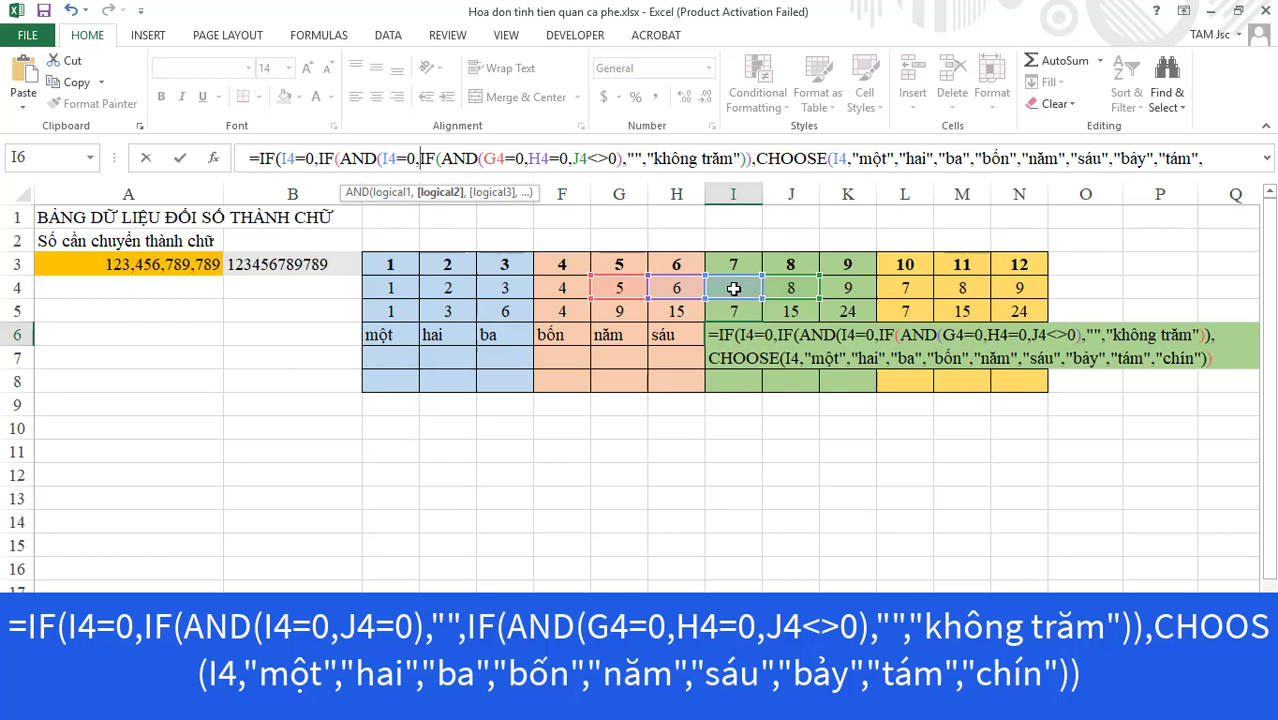 Hoa don tinh tien quan ca phe.xlsx - Excel (Product Activation Failed)
FILE HOME INSERT PAGE LAYOUT FORMULAS DATA REVIEW VIEW DEVELOPER ACROBAT TAM Jsc
Cut
Copy
Format Painter
Paste
Clipboard
14
Font
Wrap Text
Merge & Center
Alignment
General
Number
Conditional Formatting
Format as Table
Cell Styles
Styles
Insert Delete Format
Cells
AutoSum
Fill
Clear
Sort & Filter
Find & Select
Editing
I6 =IF(I4=0,IF(AND(I4=0,IF(AND(G4=0,H4=0,J4<>0),"","không trăm")),CHOOSE(I4,"một","hai","ba","bốn","năm","sáu","bảy","tám",
AND(logical1, [logical2], [logical3], ...)
A B F G H I J K L M N O P Q
1 BẢNG DỮ LIỆU ĐỔI SỐ THÀNH CHỮ
2 Số cần chuyển thành chữ
3 123,456,789,789 123456789789 1 2 3 4 5 6 7 8 9 10 11 12
4 1 2 3 4 5 6 8 9 7 8 9
5 1 3 6 4 9 15 7 15 24 7 15 24
6 một hai ba bốn năm sáu =IF(I4=0,IF(AND(I4=0,IF(AND(G4=0,H4=0,J4<>0),"","không trăm")),
7 CHOOSE(I4,"một","hai","ba","bốn","năm","sáu","bảy","tám","chín"))
8
9
10
11
12
13
14
15
16
17
=IF(I4=0,IF(AND(I4=0,J4=0),"",IF(AND(G4=0,H4=0,J4<>0),"","không trăm")),CHOOS
(I4,"một","hai","ba","bốn","năm","sáu","bảy","tám","chín"))